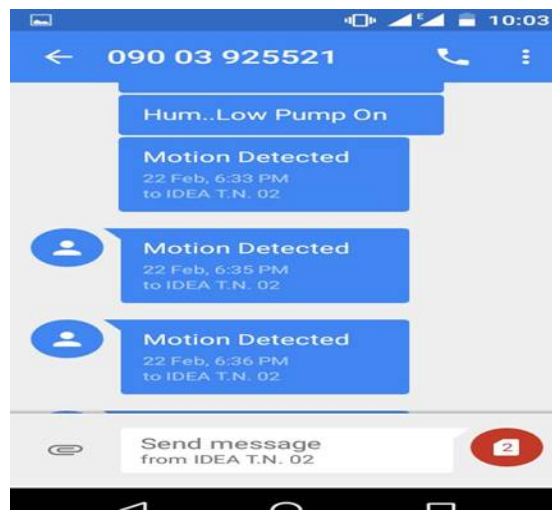 E
10:03
090 03 925521
Hum..Low Pump On
Motion Detected
22 Feb, 6:33 PM
to IDEA T.N. 02
Motion Detected
22 Feb, 6:35 PM
to IDEA T.N. 02
Motion Detected
22 Feb, 6:36 PM
to IDEA T.N. 02
Send message
from IDEA T.N. 02
2